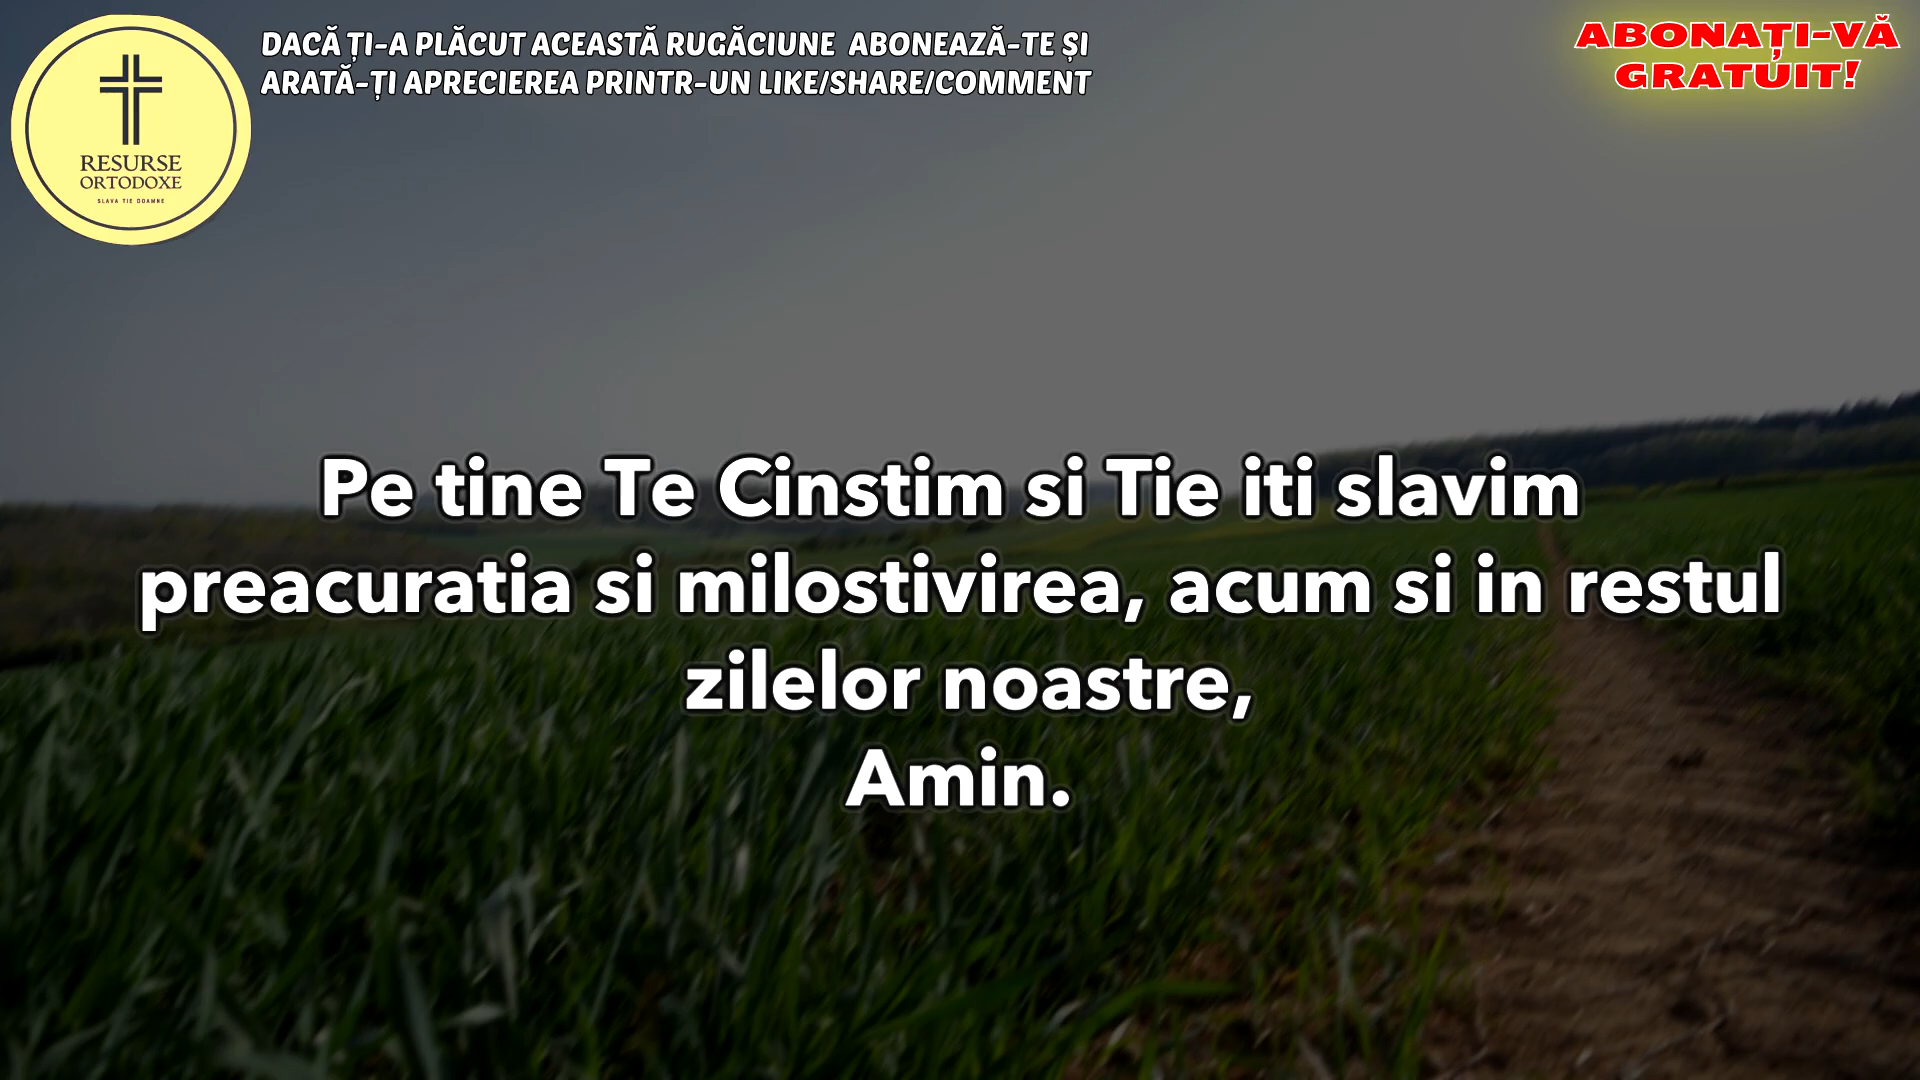 DACĂ ȚI-A PLĂCUT ACEASTĂ RUGĂCIUNE ABONEAZĂ-TE ȘI
ARATĂ-ȚI APRECIEREA PRINTR-UN LIKE/SHARE/COMMENT
ABONAȚI-VĂ
GRATUIT!
RESURSE
ORTODOXE
SLAVA TIE DOAMNE
Pe tine Te Cinstim si Tie iti slavim
preacuratia si milostivirea, acum si in restul
zilelor noastre,
Amin.